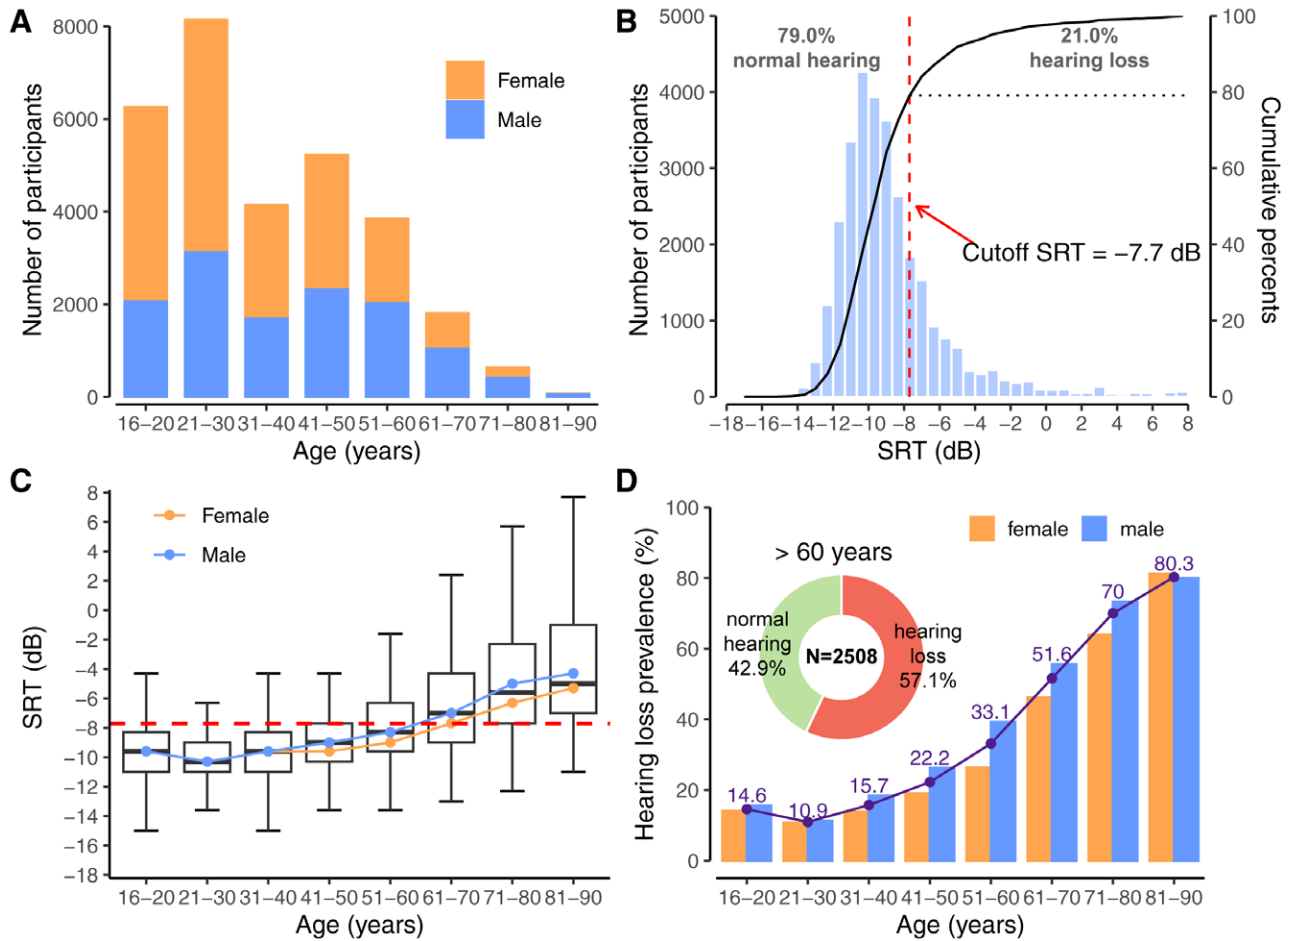 A
8000
6000
4000
2000
0
Number of participants
Female
Male
16–20 21–30 31–40 41–50 51–60 61–70 71–80 81–90
Age (years)
B
5000
4000
3000
2000
1000
0
Number of participants
79.0%
normal hearing
21.0%
hearing loss
Cutoff SRT = −7.7 dB
100
80
60
40
20
0
Cumulative percents
−18 −16 −14 −12 −10 −8 −6 −4 −2 0 2 4 6 8
SRT (dB)
C
8
6
4
2
0
−2
−4
−6
−8
−10
−12
−14
−16
−18
SRT (dB)
Female
Male
16–20 21–30 31–40 41–50 51–60 61–70 71–80 81–90
Age (years)
D
100
80
60
40
20
0
Hearing loss prevalence (%)
female
male
> 60 years
normal
hearing
42.9%
N=2508
hearing
loss
57.1%
14.6
10.9
15.7
22.2
33.1
51.6
70
80.3
16–20 21–30 31–40 41–50 51–60 61–70 71–80 81–90
Age (years)